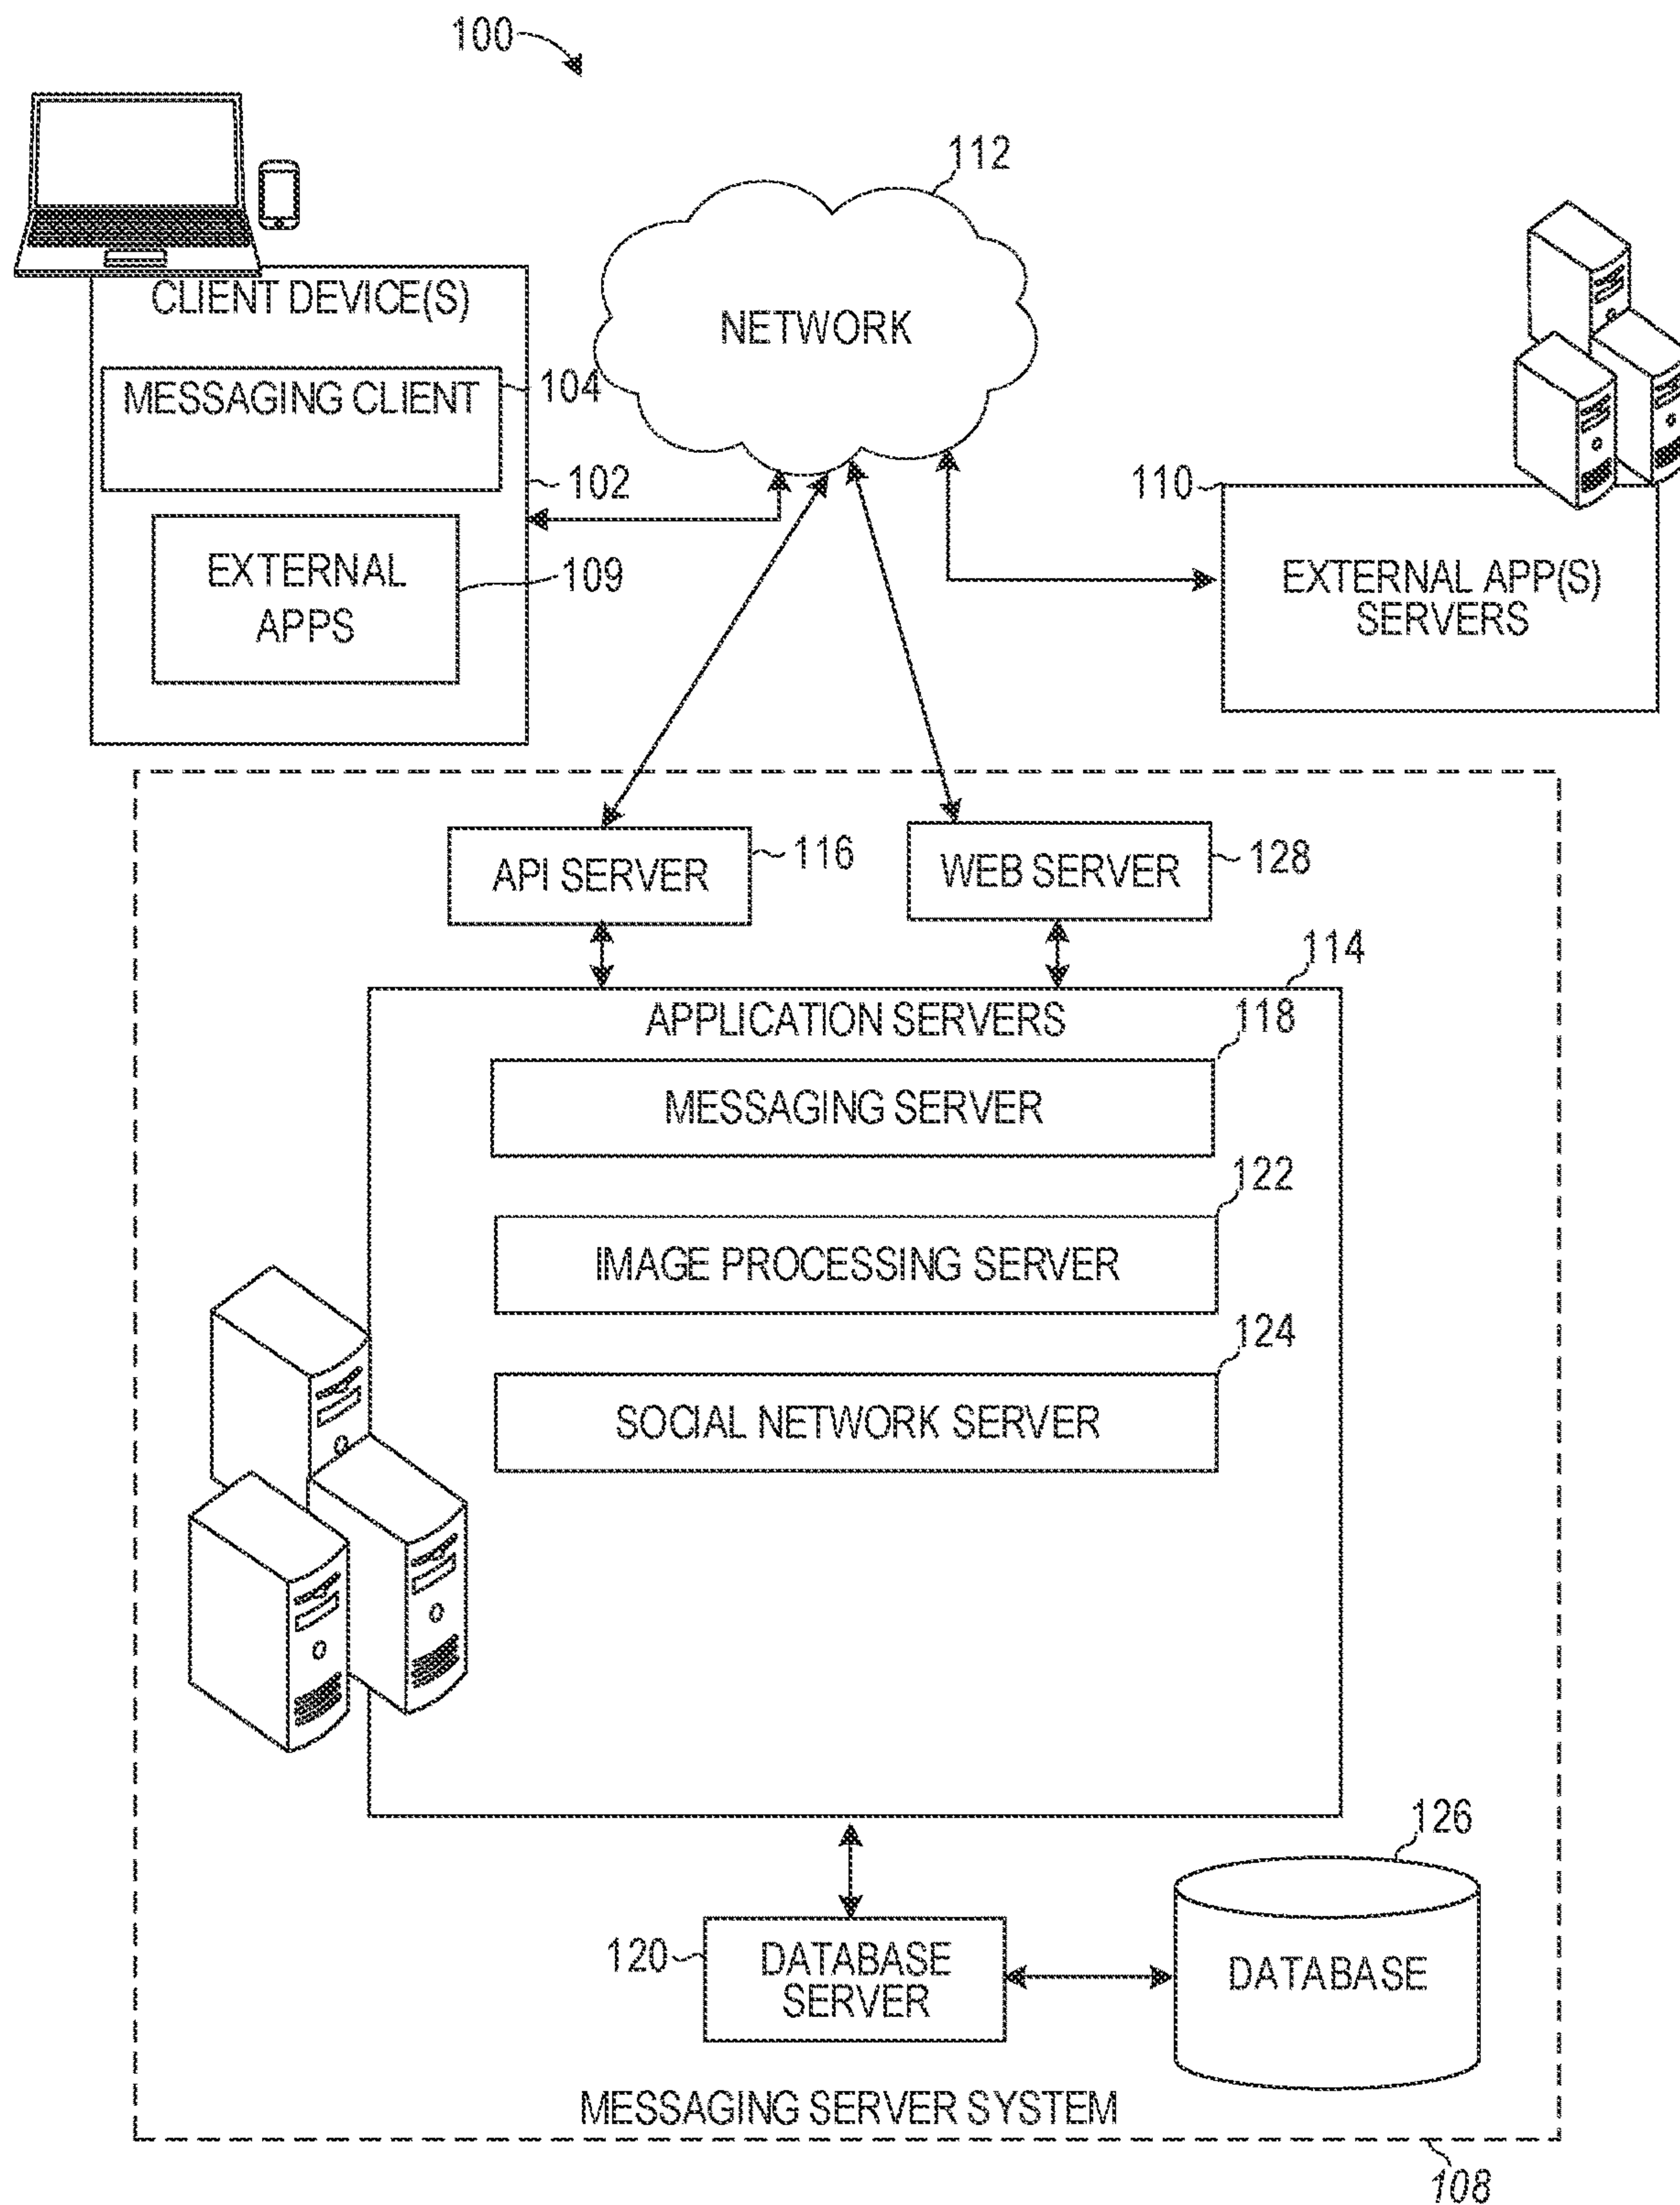 100
112
CLIENT DEVICE(S)
NETWORK
MESSAGING CLIENT
104
102
110
EXTERNAL
APPS
109
EXTERNAL APP(S)
SERVERS
API SERVER
116
WEB SERVER
128
114
APPLICATION SERVERS
118
MESSAGING SERVER
122
IMAGE PROCESSING SERVER
124
SOCIAL NETWORK SERVER
126
120
DATABASE
SERVER
DATABASE
MESSAGING SERVER SYSTEM
108